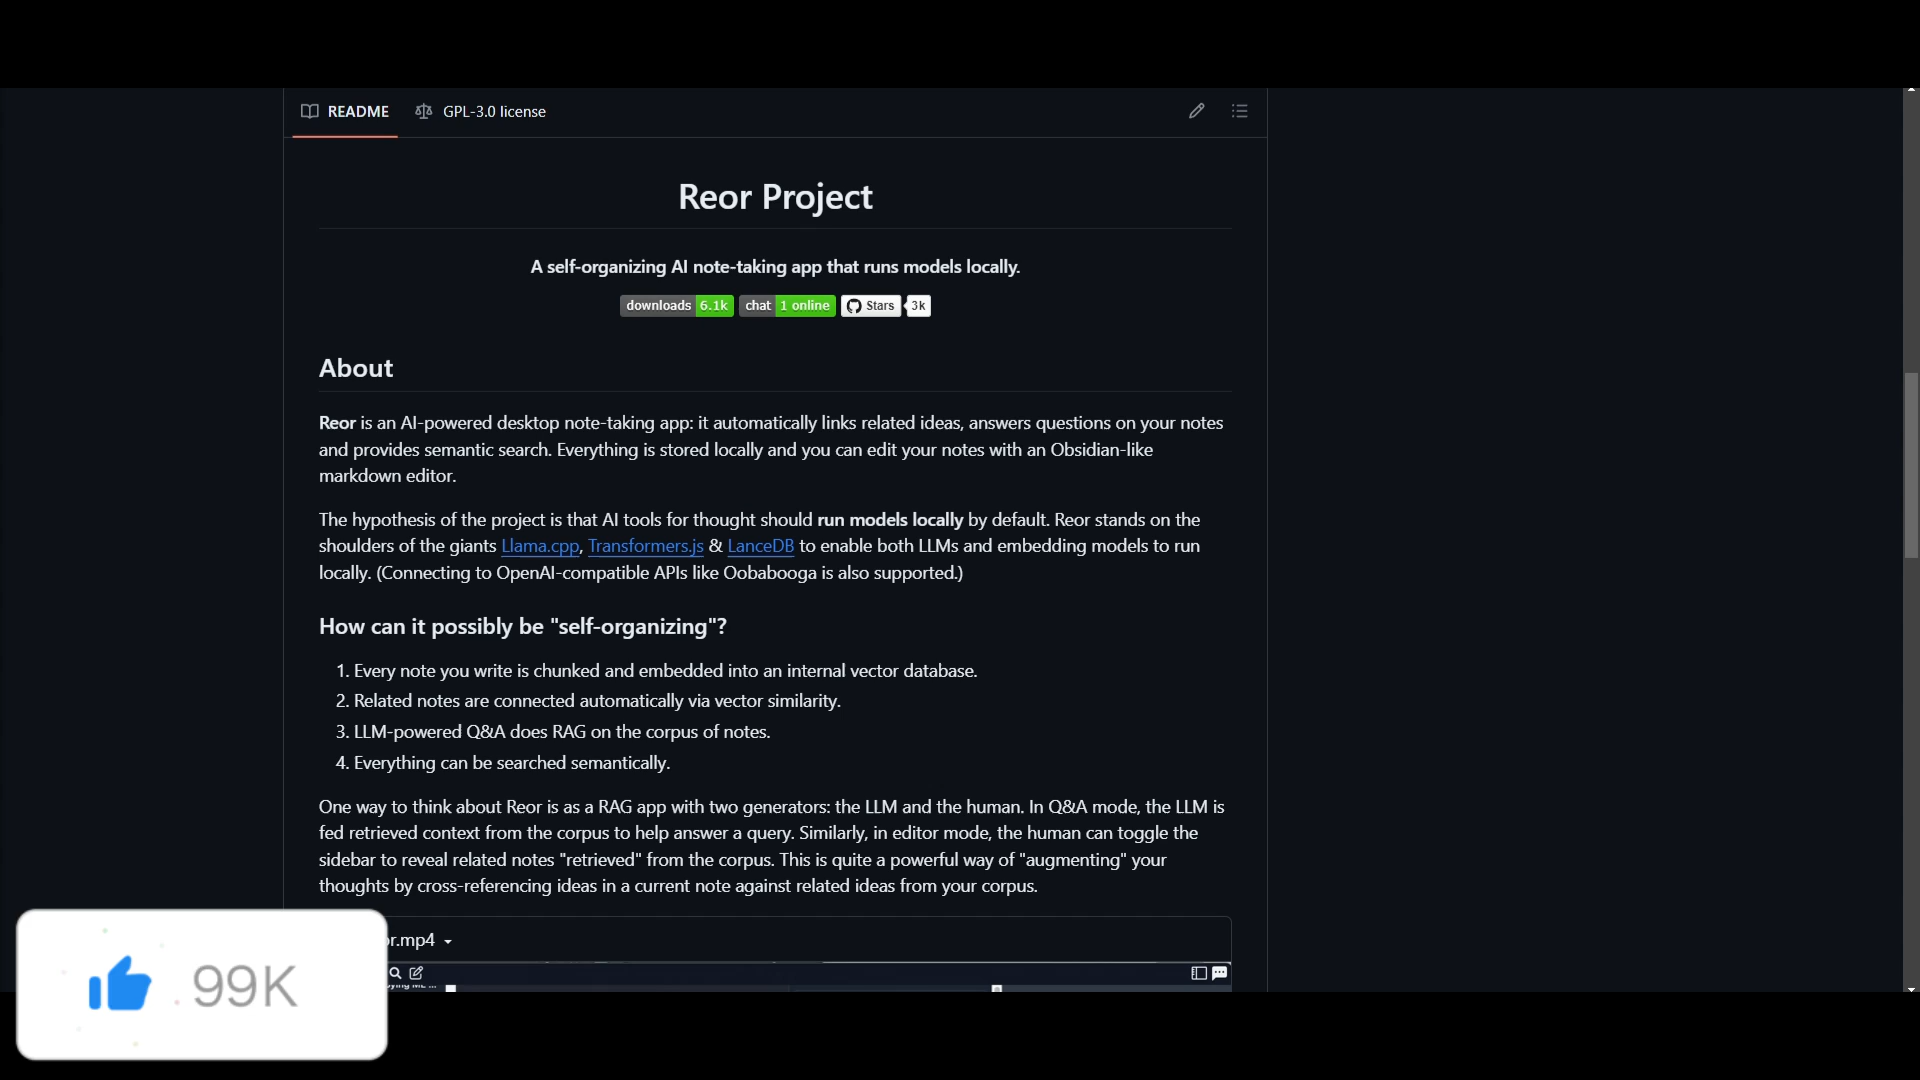 README GPL-3.0 license
Reor Project
A self-organizing AI note-taking app that runs models locally.
downloads 6.1k chat 1 online Stars 3k
About
Reor is an AI-powered desktop note-taking app: it automatically links related ideas, answers questions on your notes
and provides semantic search. Everything is stored locally and you can edit your notes with an Obsidian-like
markdown editor.
The hypothesis of the project is that AI tools for thought should run models locally by default. Reor stands on the
shoulders of the giants Llama.cpp, Transformers.js & LanceDB to enable both LLMs and embedding models to run
locally. (Connecting to OpenAI-compatible APIs like Oobabooga is also supported.)
How can it possibly be "self-organizing"?
1. Every note you write is chunked and embedded into an internal vector database.
2. Related notes are connected automatically via vector similarity.
3. LLM-powered Q&A does RAG on the corpus of notes.
4. Everything can be searched semantically.
One way to think about Reor is as a RAG app with two generators: the LLM and the human. In Q&A mode, the LLM is
fed retrieved context from the corpus to help answer a query. Similarly, in editor mode, the human can toggle the
sidebar to reveal related notes "retrieved" from the corpus. This is quite a powerful way of "augmenting" your
thoughts by cross-referencing ideas in a current note against related ideas from your corpus.
r.mp4
99K